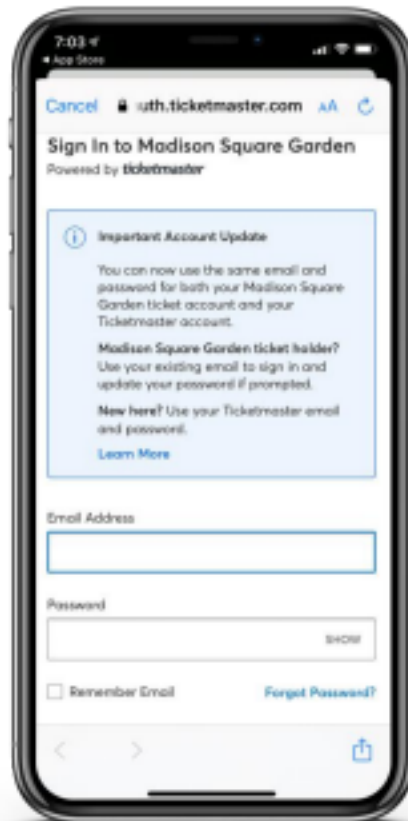 7:03
App Store
Cancel uth.ticketmaster.com AA
Sign In to Madison Square Garden
Powered by ticketmaster
Important Account Update
You can now use the same email and
password for both your Madison Square
Garden ticket account and your
Ticketmaster account.
Madison Square Garden ticket holder?
Use your existing email to sign in and
update your password if prompted.
New here? Use your Ticketmaster email
and password.
Learn More
Email Address
Password
SHOW
Remember Email Forgot Password?